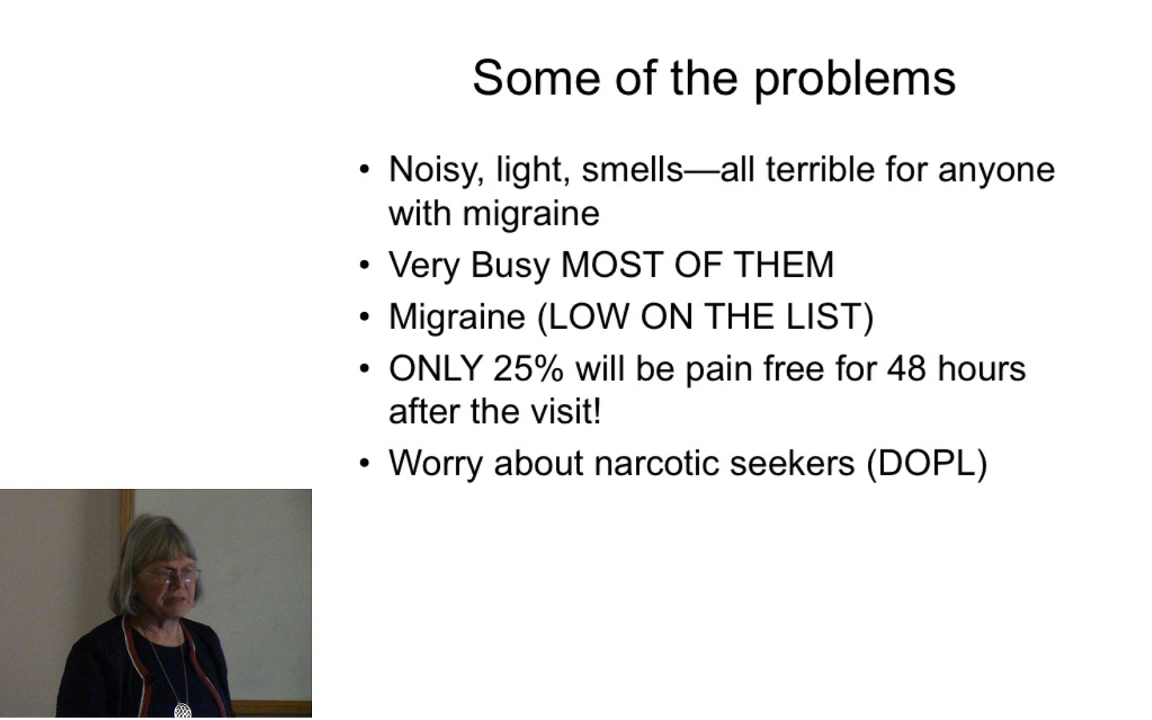 Some of the problems
• Noisy, light, smells—all terrible for anyone
with migraine
• Very Busy MOST OF THEM
• Migraine (LOW ON THE LIST)
• ONLY 25% will be pain free for 48 hours
after the visit!
• Worry about narcotic seekers (DOPL)